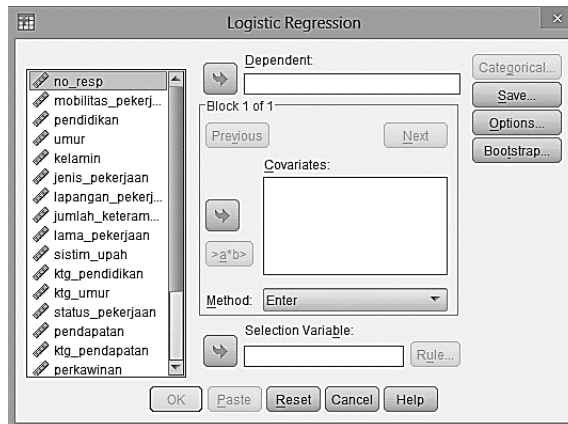 Logistic Regression
no_resp
mobilitas_pekerj...
pendidikan
umur
kelamin
jenis_pekerjaan
lapangan_pekerj...
jumlah_keteram...
lama_pekerjaan
sistim_upah
ktg_pendidikan
ktg_umur
status_pekerjaan
pendapatan
ktg_pendapatan
perkawinan
Dependent:
Block 1 of 1
Previous
Next
Covariates:
>a*b>
Method:
Enter
Selection Variable:
Rule...
Categorical...
Save...
Options...
Bootstrap...
OK
Paste
Reset
Cancel
Help